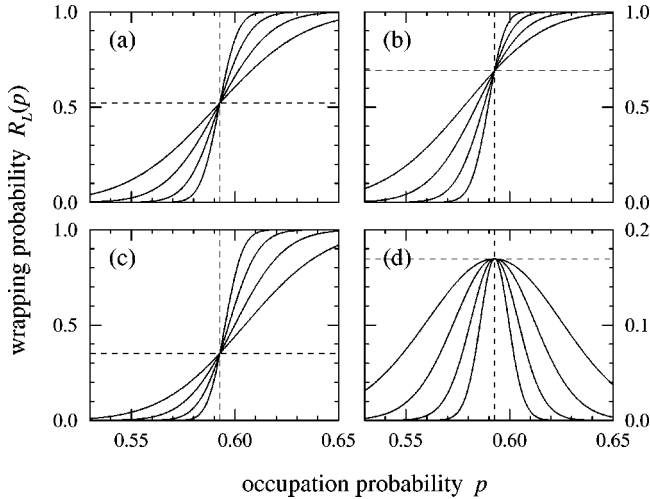 1.0 (a) (b) 1.0
0.5 0.5
0.0 0.0
1.0 (c) (d) 0.2
0.5 0.1
0.0 0.0
0.55 0.60 0.65 0.55 0.60 0.65
wrapping probability R_L(p)
occupation probability p